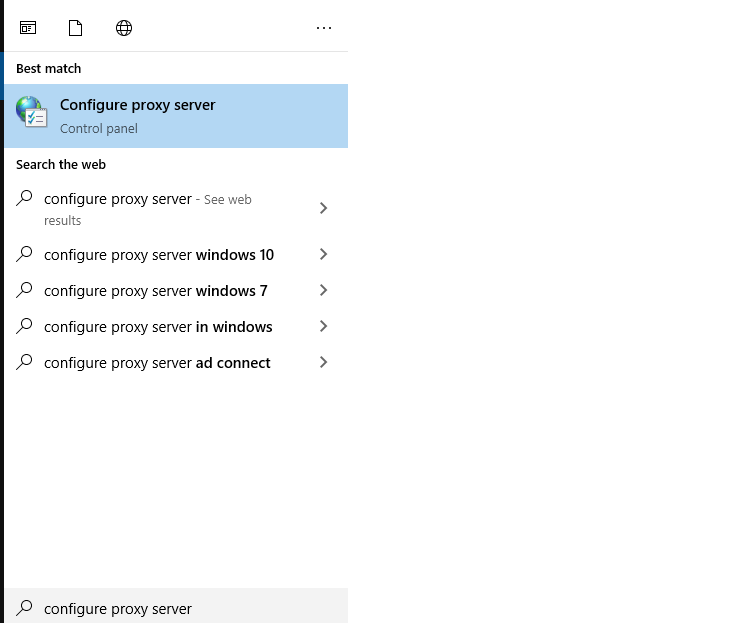 Best match
Configure proxy server
Control panel
Search the web
configure proxy server - See web
results
configure proxy server windows 10
configure proxy server windows 7
configure proxy server in windows
configure proxy server ad connect
configure proxy server